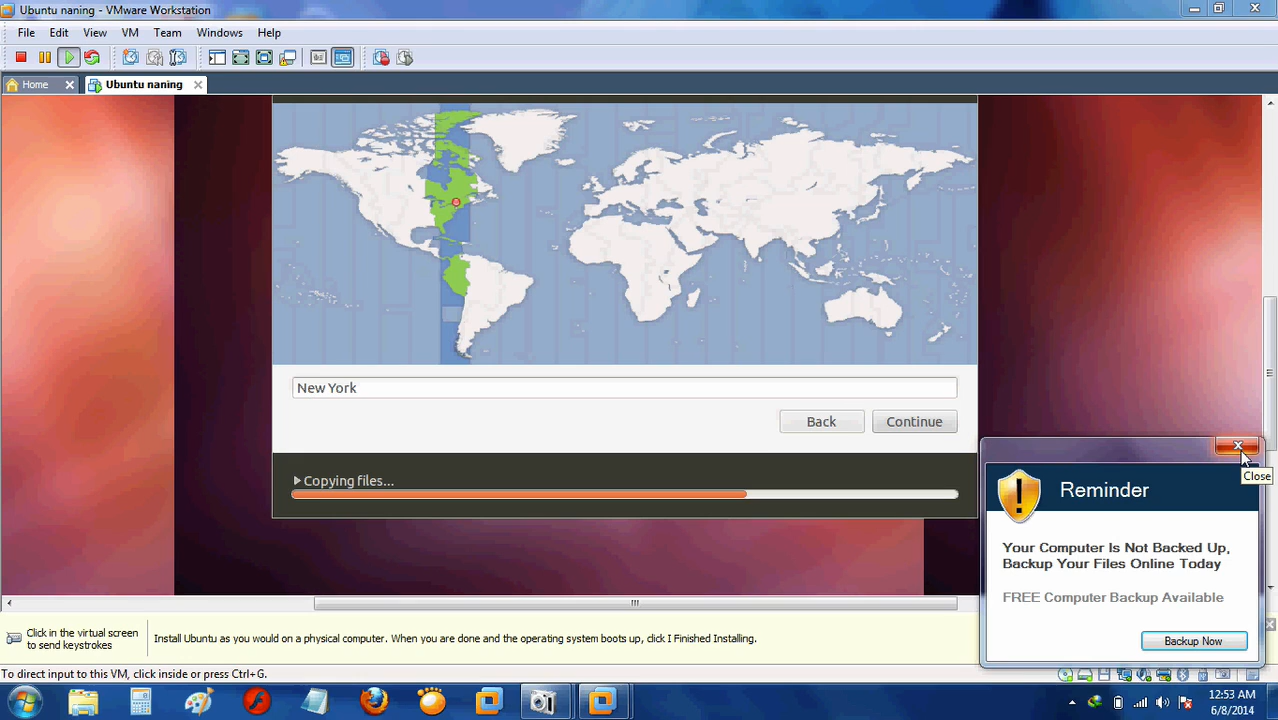 Ubuntu naning - VMware Workstation
File Edit View VM Team Windows Help
Home
Ubuntu naning
New York
Back
Continue
Copying files...
Close
Reminder
Your Computer Is Not Backed Up,
Backup Your Files Online Today
FREE Computer Backup Available
Backup Now
Click in the virtual screen
to send keystrokes
Install Ubuntu as you would on a physical computer. When you are done and the operating system boots up, click I Finished Installing.
To direct input to this VM, click inside or press Ctrl+G.
12:53 AM
6/8/2014